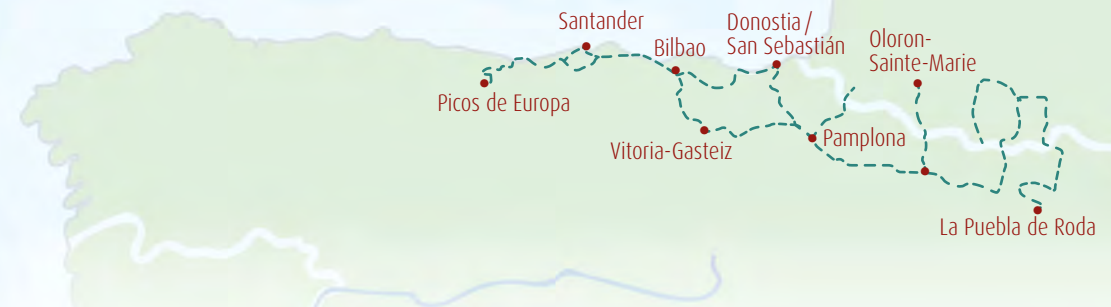 Santander
Bilbao
Donostia /
San Sebastián
Oloron-
Sainte-Marie
Picos de Europa
Vitoria-Gasteiz
Pamplona
La Puebla de Roda